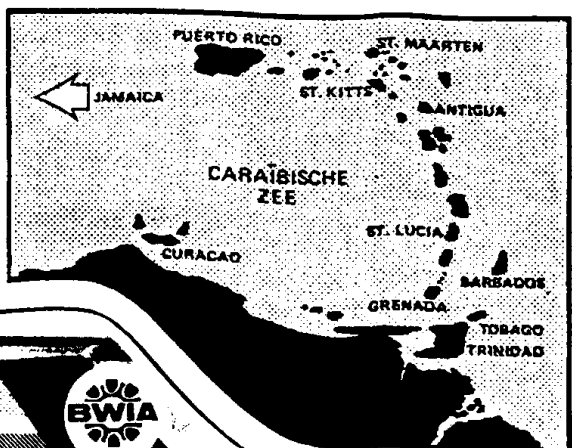 PUERTO RICO
ST. MAARTEN
JAMAICA
ST. KITTS
ANTIGUA
CARAÏBISCHE
ZEE
ST. LUCIA
CURACAO
BARBADOS
GRENADA
TOBAGO
TRINIDAD
BWIA